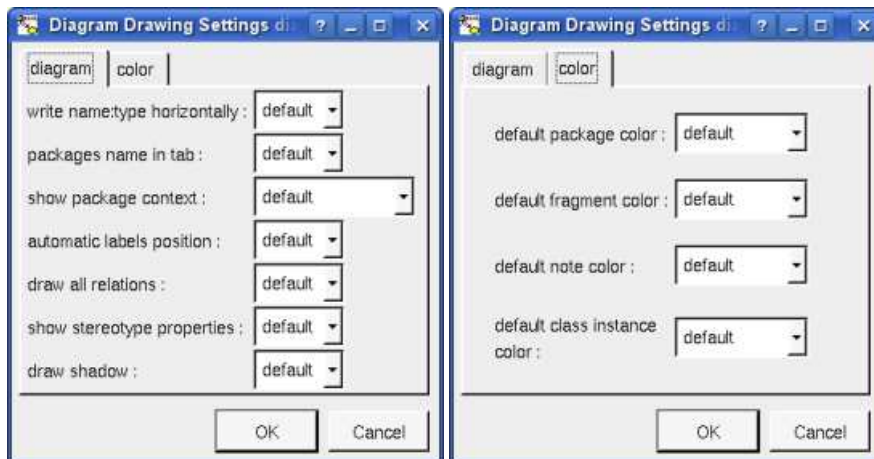 Diagram Drawing Settings di
diagram
color
write name:type horizontally : default
packages name in tab : default
show package context : default
automatic labels position : default
draw all relations : default
show stereotype properties : default
draw shadow : default
OK
Cancel
Diagram Drawing Settings di
diagram
color
default package color : default
default fragment color : default
default note color : default
default class instance
color : default
OK
Cancel